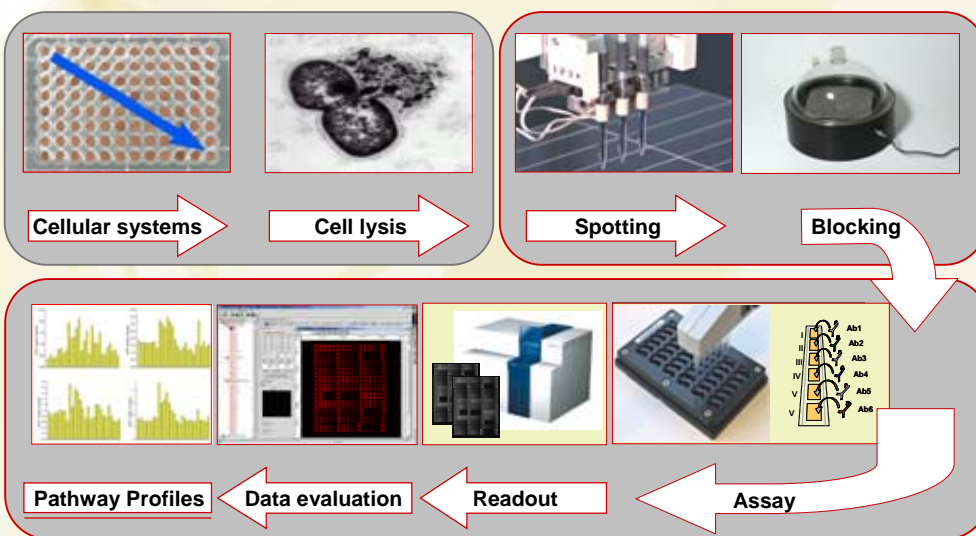 Cellular systems
Cell lysis
Spotting
Blocking
I
II
III
IV
V
V
Ab1
Ab2
Ab3
Ab4
Ab5
Ab6
Pathway Profiles
Data evaluation
Readout
Assay